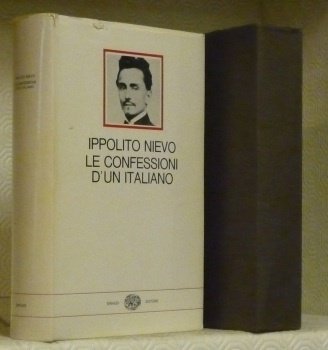 IPPOLITO NIEVO
LE CONFESSIONI
D'UN ITALIANO
EINAUDI
EDITORE